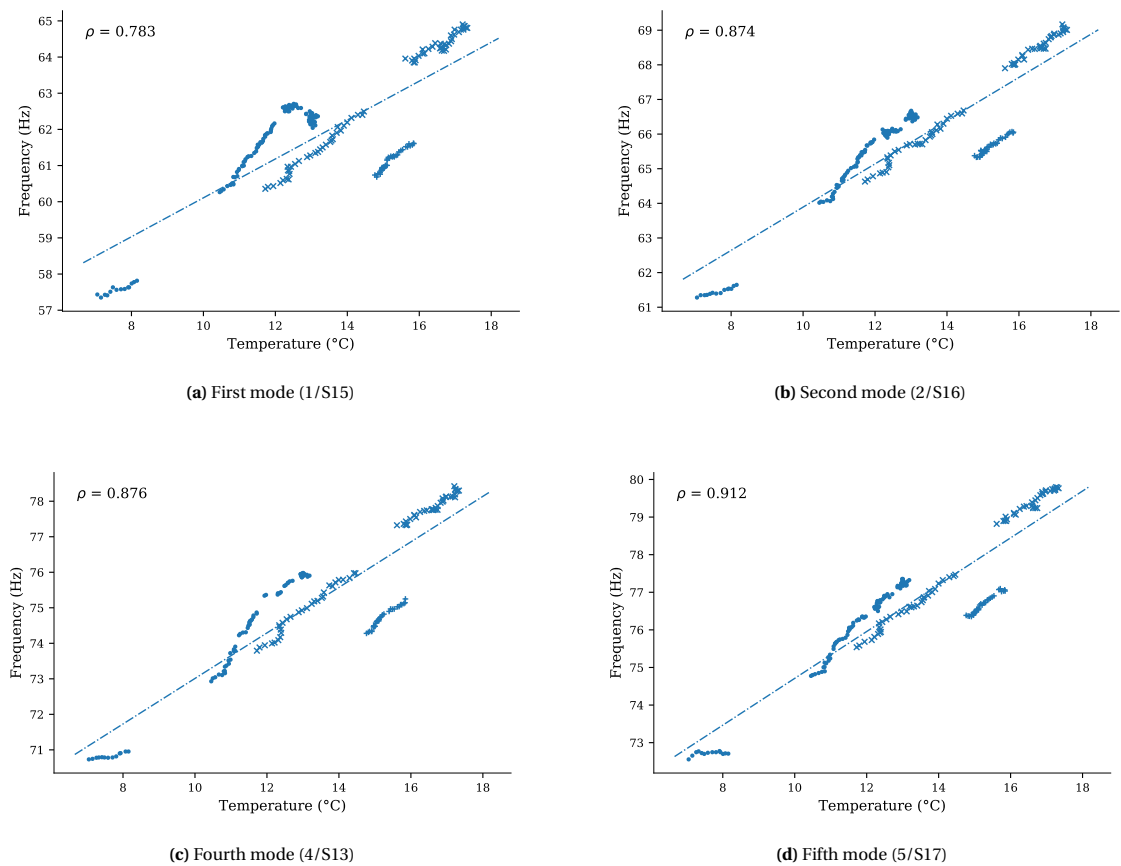 ρ = 0.783
65
64
63
62
61
60
59
58
57
Frequency (Hz)
8 10 12 14 16 18
Temperature (°C)
(a) First mode (1/S15)
ρ = 0.874
69
68
67
66
65
64
63
62
61
Frequency (Hz)
8 10 12 14 16 18
Temperature (°C)
(b) Second mode (2/S16)
ρ = 0.876
78
77
76
75
74
73
72
71
Frequency (Hz)
8 10 12 14 16 18
Temperature (°C)
(c) Fourth mode (4/S13)
ρ = 0.912
80
79
78
77
76
75
74
73
Frequency (Hz)
8 10 12 14 16 18
Temperature (°C)
(d) Fifth mode (5/S17)